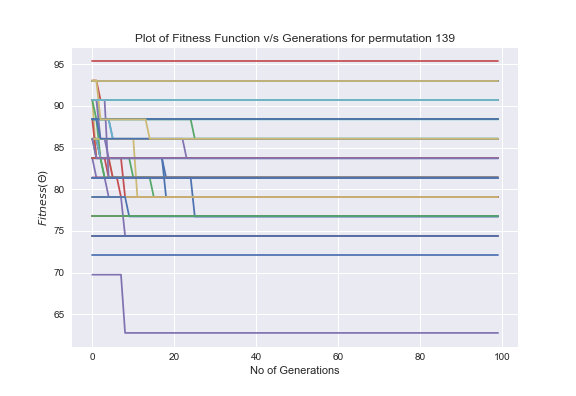 Plot of Fitness Function v/s Generations for permutation 139
95
90
85
80
75
70
65
Fitness(Θ)
0 20 40 60 80 100
No of Generations